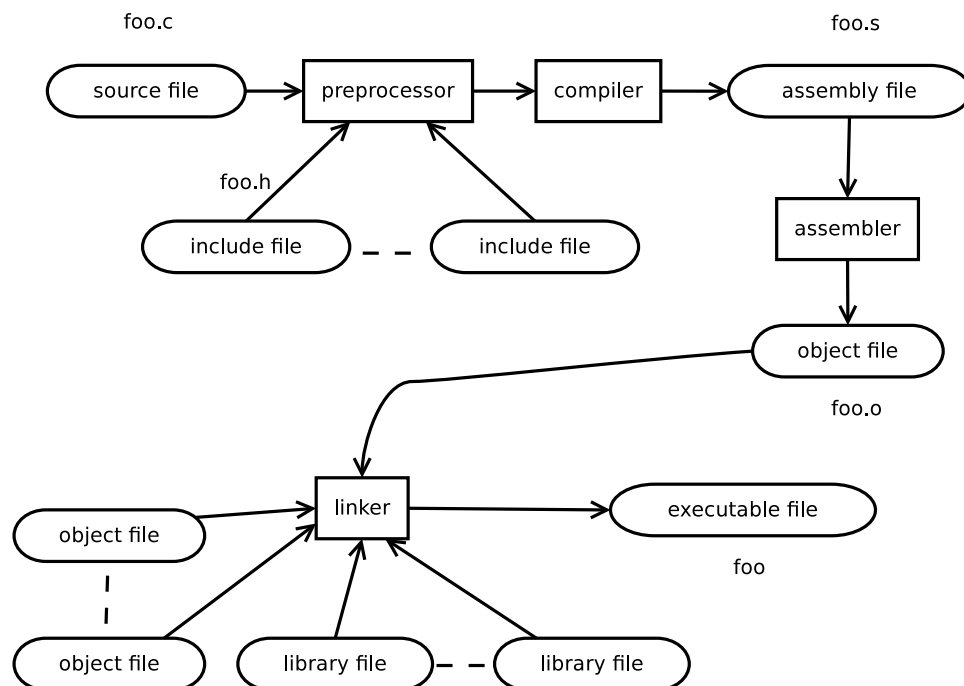 foo.c
foo.s
source file
preprocessor
compiler
assembly file
foo.h
include file
include file
assembler
object file
foo.o
linker
executable file
object file
foo
object file
library file
library file